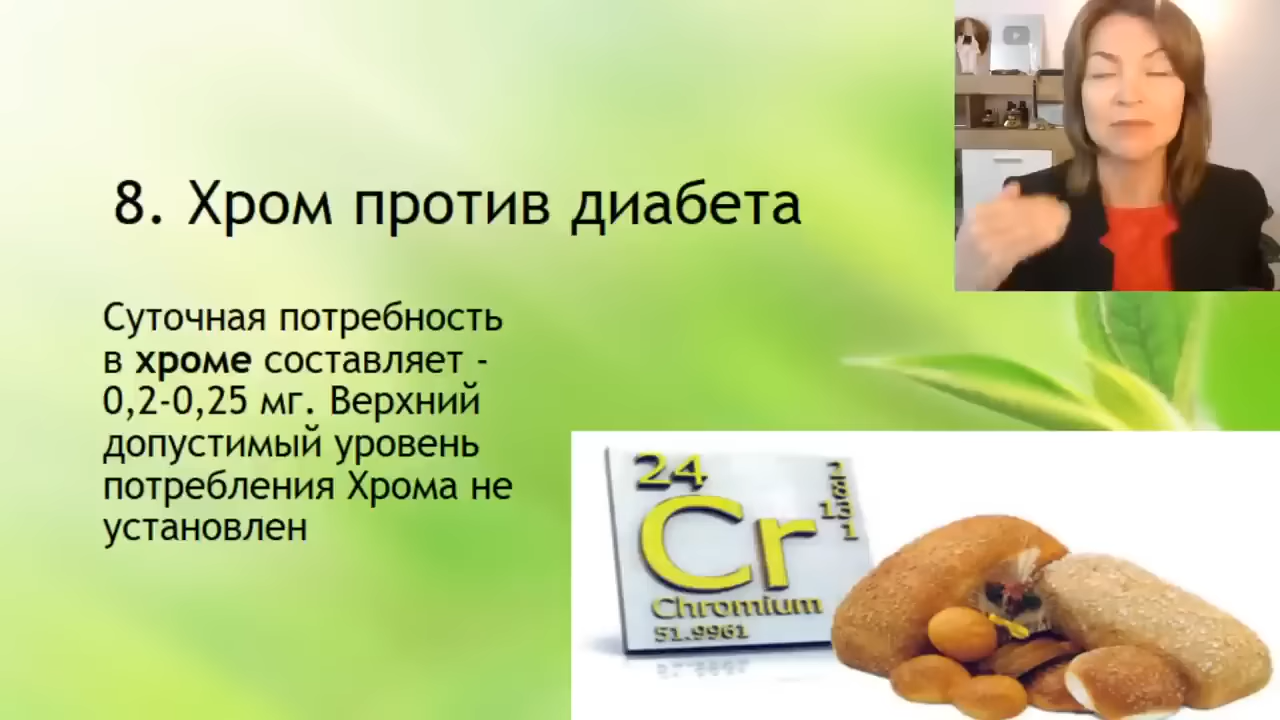 8. Хром против диабета
Суточная потребность
в хроме составляет -
0,2-0,25 мг. Верхний
допустимый уровень
потребления Хрома не
установлен
24
Cr
Chromium
51.9961